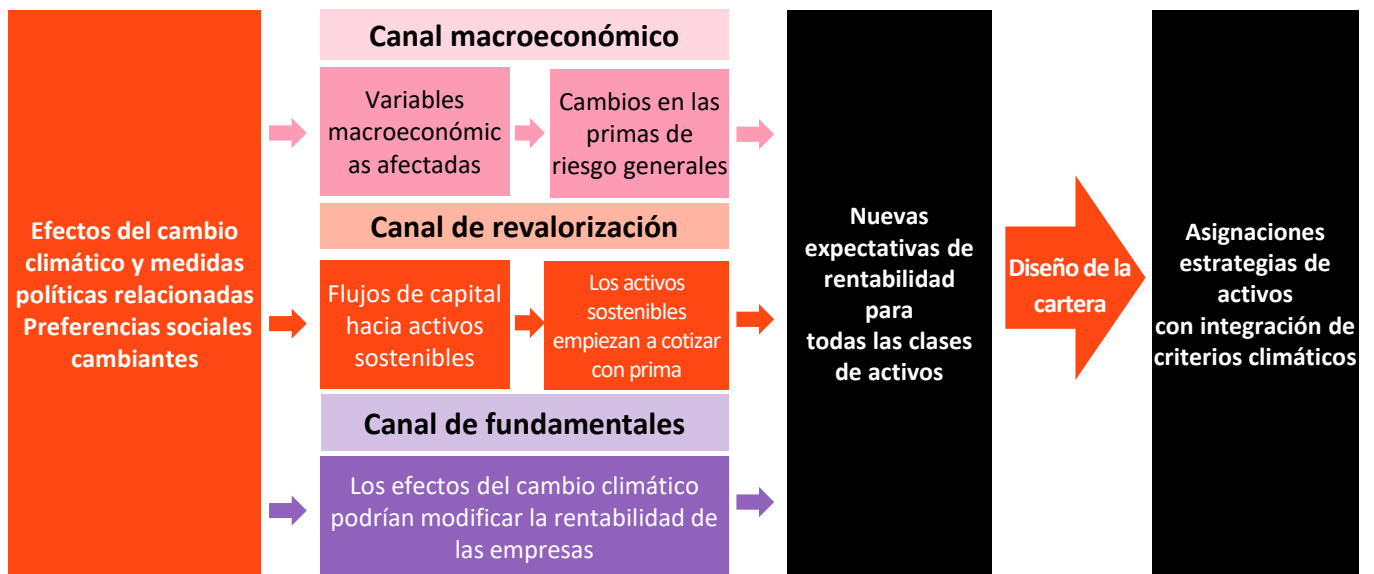 Efectos del cambio
climático y medidas
políticas relacionadas
Preferencias sociales
cambiantes
Canal macroeconómico
Variables
macroeconómic
as afectadas
Cambios en las
primas de
riesgo generales
Canal de revalorización
Flujos de capital
hacia activos
sostenibles
Los activos
sostenibles
empiezan a cotizar
con prima
Canal de fundamentales
Los efectos del cambio climático
podrían modificar la rentabilidad de
las empresas
Nuevas
expectativas de
rentabilidad
para
todas las clases
de activos
Diseño de la
cartera
Asignaciones
estrategias de
activos
con integración de
criterios climáticos